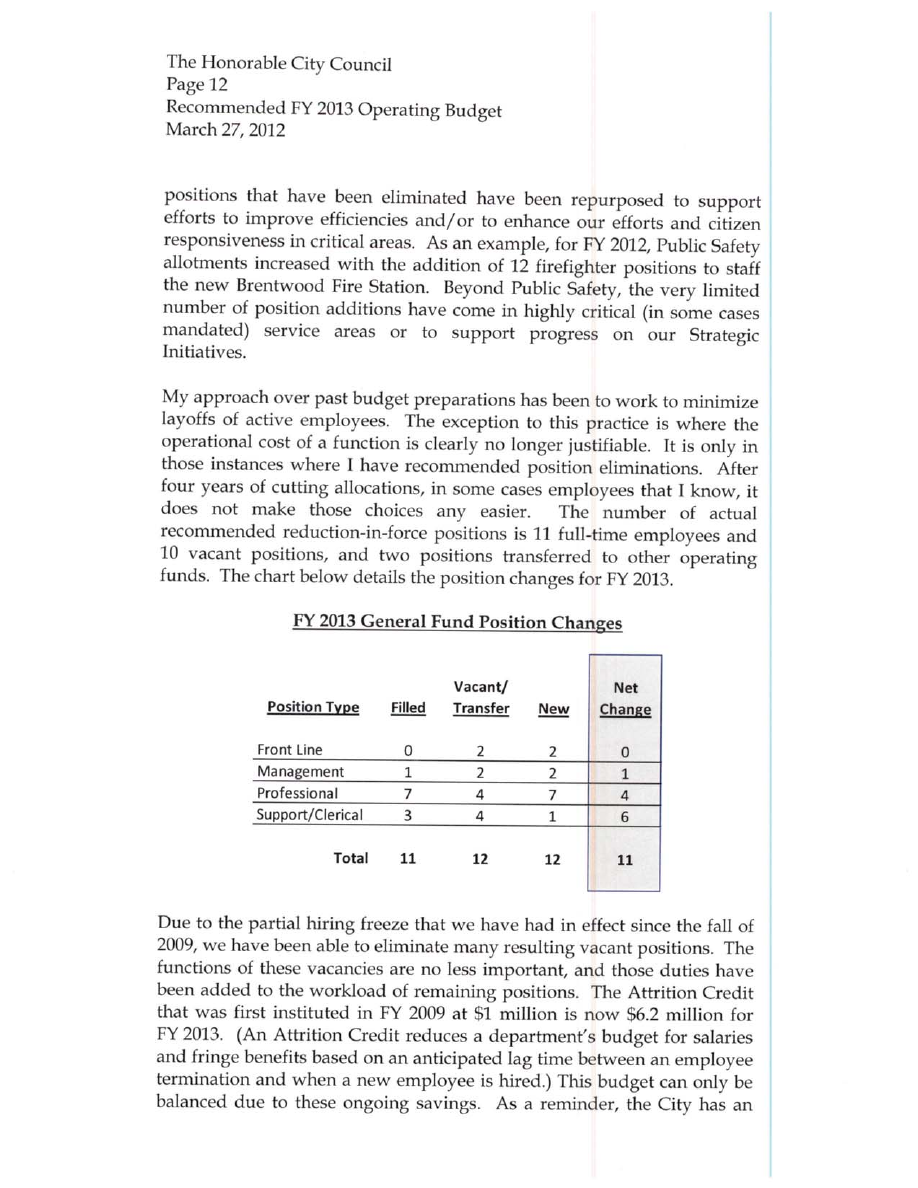 The Honorable City Council
Page 12
Recommended FY 2013 Operating Budget
March 27, 2012
positions that have been eliminated have been repurposed to support
efforts to improve efficiencies and/or to enhance our efforts and citizen
responsiveness in critical areas. As an example, for FY 2012, Public Safety
allotments increased with the addition of 12 firefighter positions to staff
the new Brentwood Fire Station. Beyond Public Safety, the very limited
number of position additions have come in highly critical (in some cases
mandated) service areas or to support progress on our Strategic
Initiatives.
My approach over past budget preparations has been to work to minimize
layoffs of active employees. The exception to this practice is where the
operational cost of a function is clearly no longer justifiable. It is only in
those instances where I have recommended position eliminations. After
four years of cutting allocations, in some cases employees that I know, it
does not make those choices any easier. The number of actual
recommended reduction-in-force positions is 11 full-time employees and
10 vacant positions, and two positions transferred to other operating
funds. The chart below details the position changes for FY 2013.
FY 2013 General Fund Position Changes
Vacant/ Net
Position Type Filled Transfer New Change
Front Line 0 2 2 0
Management 1 2 2 1
Professional 7 4 7 4
Support/Clerical 3 4 1 6
Total 11 12 12 11
Due to the partial hiring freeze that we have had in effect since the fall of
2009, we have been able to eliminate many resulting vacant positions. The
functions of these vacancies are no less important, and those duties have
been added to the workload of remaining positions. The Attrition Credit
that was first instituted in FY 2009 at $1 million is now $6.2 million for
FY 2013. (An Attrition Credit reduces a department's budget for salaries
and fringe benefits based on an anticipated lag time between an employee
termination and when a new employee is hired.) This budget can only be
balanced due to these ongoing savings. As a reminder, the City has an